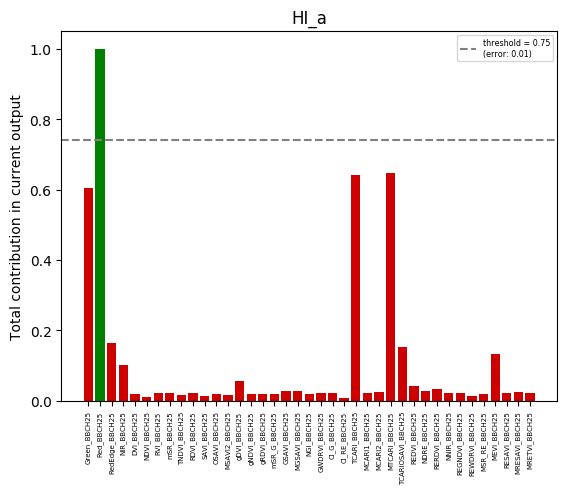 HI_a
threshold = 0.75
(error: 0.01)
Total contribution in current output
1.0
0.8
0.6
0.4
0.2
0.0
Green_BBCH25
Red_BBCH25
RedEdge_BBCH25
NIR_BBCH25
DVI_BBCH25
NDVI_BBCH25
RVI_BBCH25
mSR_BBCH25
TNDVI_BBCH25
RDVI_BBCH25
SAVI_BBCH25
OSAVI_BBCH25
MSAVI2_BBCH25
gDVI_BBCH25
gNDVI_BBCH25
gRDVI_BBCH25
mSR_G_BBCH25
GSAVI_BBCH25
MGSAVI_BBCH25
NGI_BBCH25
GWDRVI_BBCH25
CI_G_BBCH25
CI_RE_BBCH25
TCARI_BBCH25
MCARI1_BBCH25
MCARI2_BBCH25
MTCARI_BBCH25
TCARIOSAVI_BBCH25
REDVI_BBCH25
NDRE_BBCH25
RERDVI_BBCH25
NNIR_BBCH25
REGNDVI_BBCH25
REWDRVI_BBCH25
MSR_RE_BBCH25
MEVI_BBCH25
RESAVI_BBCH25
MRESAVI_BBCH25
MRETVI_BBCH25